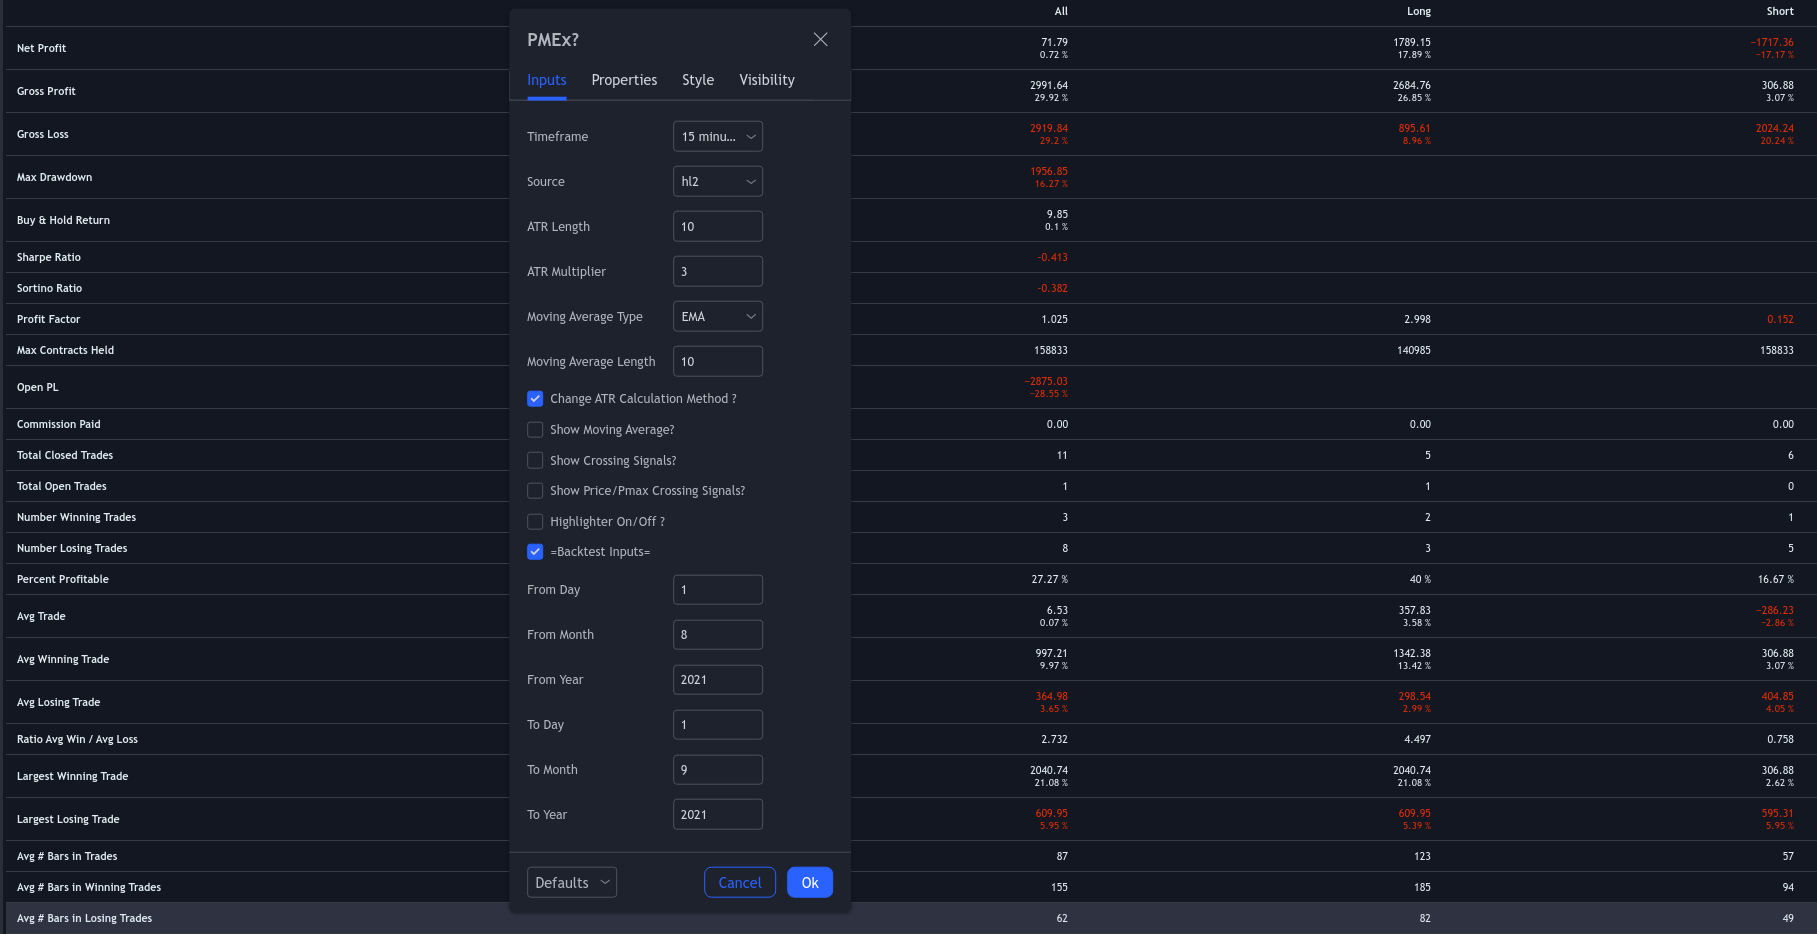 All Long Short
Net Profit 71.79 1789.15 −1717.36
0.72 % 17.89 % −17.17 %
Gross Profit 2991.64 2684.76 306.88
29.92 % 26.85 % 3.07 %
Gross Loss 2919.84 895.61 2024.24
29.2 % 8.96 % 20.24 %
Max Drawdown 1956.85
16.27 %
Buy & Hold Return 9.85
0.1 %
Sharpe Ratio -0.413
Sortino Ratio -0.382
Profit Factor 1.025 2.998 0.152
Max Contracts Held 158833 140985 158833
Open PL −2875.03
−28.55 %
Commission Paid 0.00 0.00 0.00
Total Closed Trades 11 5 6
Total Open Trades 1 1 0
Number Winning Trades 3 2 1
Number Losing Trades 8 3 5
Percent Profitable 27.27 % 40 % 16.67 %
Avg Trade 6.53 357.83 −286.23
0.07 % 3.58 % −2.86 %
Avg Winning Trade 997.21 1342.38 306.88
9.97 % 13.42 % 3.07 %
Avg Losing Trade 364.98 298.54 404.85
3.65 % 2.99 % 4.05 %
Ratio Avg Win / Avg Loss 2.732 4.497 0.758
Largest Winning Trade 2040.74 2040.74 306.88
21.08 % 21.08 % 2.62 %
Largest Losing Trade 609.95 609.95 595.31
5.95 % 5.39 % 5.95 %
Avg # Bars in Trades 87 123 57
Avg # Bars in Winning Trades 155 185 94
Avg # Bars in Losing Trades 62 82 49
PMEx?
Inputs Properties Style Visibility
Timeframe 15 minu...
Source hl2
ATR Length 10
ATR Multiplier 3
Moving Average Type EMA
Moving Average Length 10
Change ATR Calculation Method ?
Show Moving Average?
Show Crossing Signals?
Show Price/Pmax Crossing Signals?
Highlighter On/Off ?
=Backtest Inputs=
From Day 1
From Month 8
From Year 2021
To Day 1
To Month 9
To Year 2021
Defaults Cancel Ok